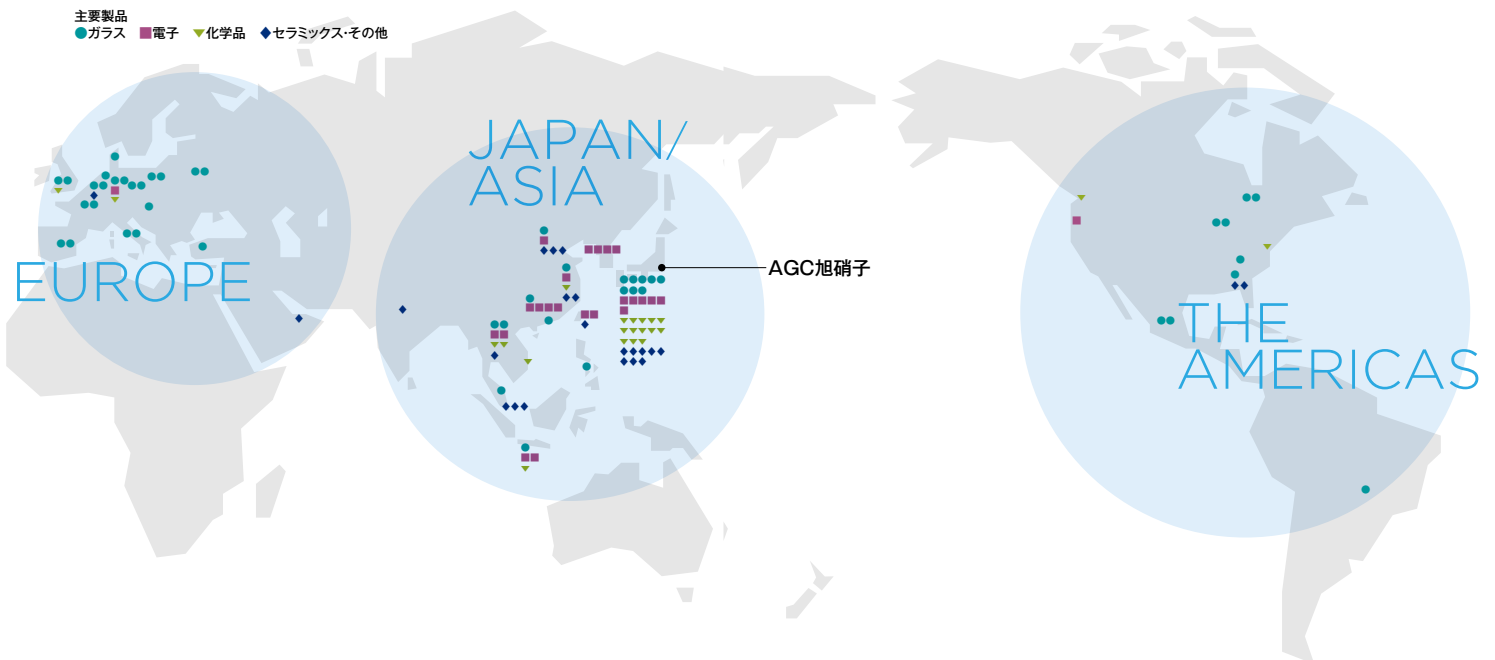 主要製品
ガラス 電子 化学品 セラミックス・その他
JAPAN/
ASIA
AGC旭硝子
EUROPE
THE
AMERICAS